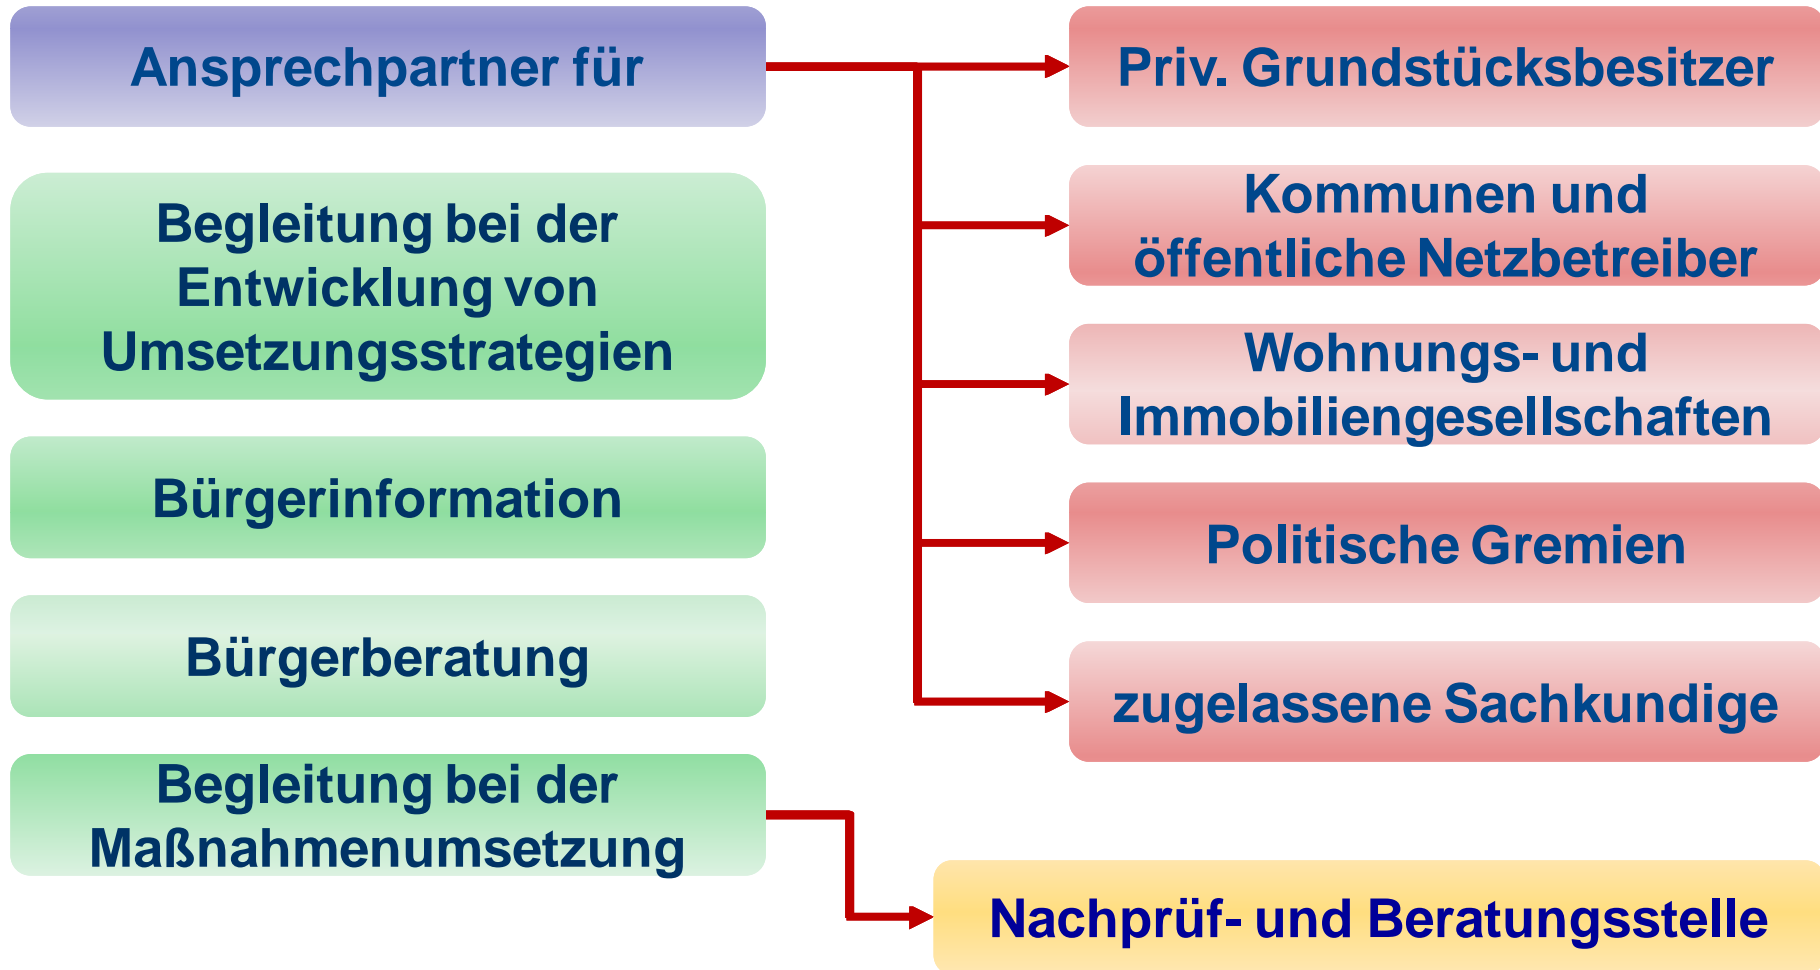 Ansprechpartner für
Begleitung bei der
Entwicklung von
Umsetzungsstrategien
Bürgerinformation
Bürgerberatung
Begleitung bei der
Maßnahmenumsetzung
Priv. Grundstücksbesitzer
Kommunen und
öffentliche Netzbetreiber
Wohnungs- und
Immobiliengesellschaften
Politische Gremien
zugelassene Sachkundige
Nachprüf- und Beratungsstelle